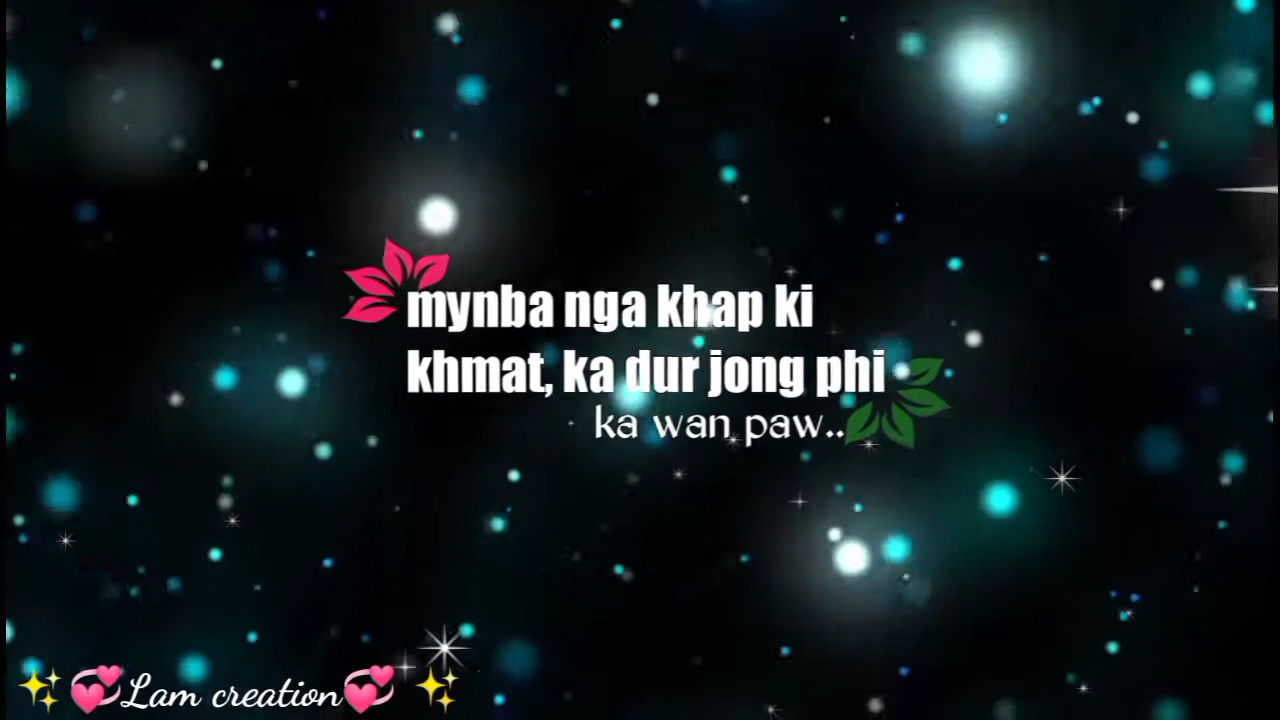 mynba nga khap ki
khmat, ka dur jong phi
ka wan paw..
✨💞Lam creation💞 ✨